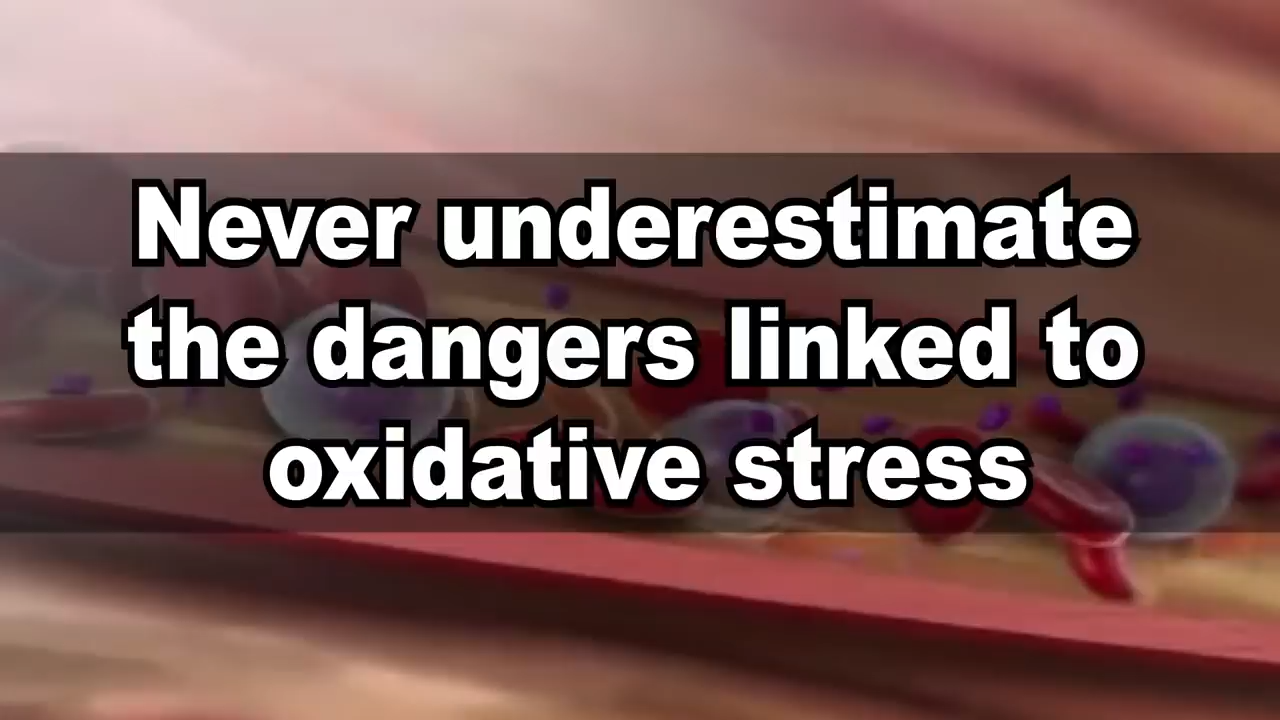 Never underestimate
the dangers linked to
oxidative stress